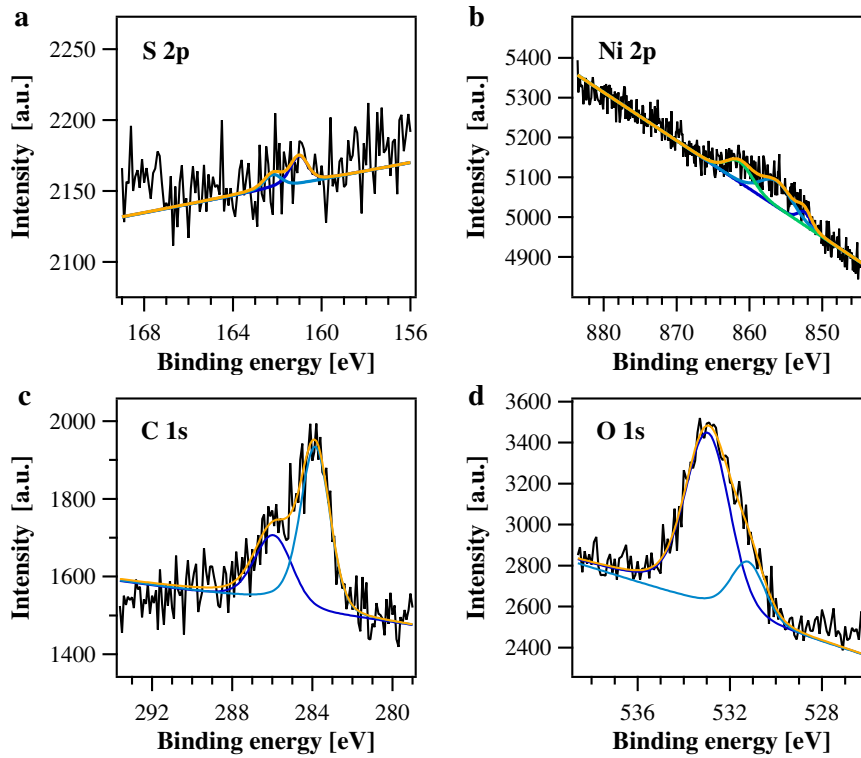 a
S 2p
2250
2200
2150
2100
Intensity [a.u.]
168
164
160
156
Binding energy [eV]
b
Ni 2p
5400
5300
5200
5100
5000
4900
Intensity [a.u.]
880
870
860
850
Binding energy [eV]
c
C 1s
2000
1800
1600
1400
Intensity [a.u.]
292
288
284
280
Binding energy [eV]
d
O 1s
3600
3400
3200
3000
2800
2600
2400
Intensity [a.u.]
536
531
528
Binding energy [eV]